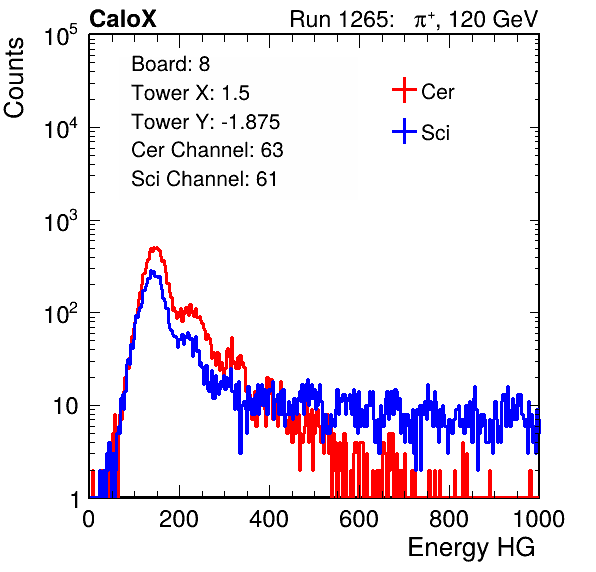 CaloX Run 1265: π⁺, 120 GeV
Counts
10⁵
10⁴
10³
10²
10
1
Board: 8
Tower X: 1.5
Tower Y: -1.875
Cer Channel: 63
Sci Channel: 61
Cer
Sci
0 200 400 600 800 1000
Energy HG